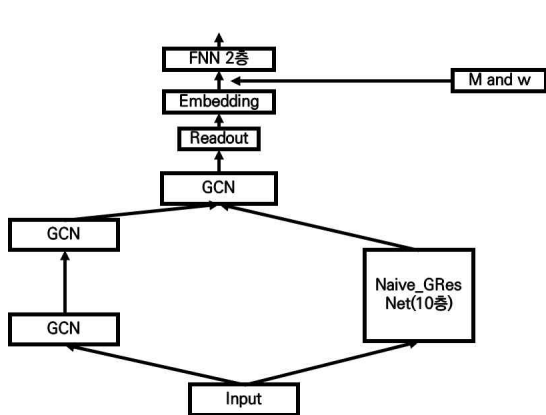 FNN 2층
M and w
Embedding
Readout
GCN
GCN
Naive_GRes
Net(10층)
GCN
Input